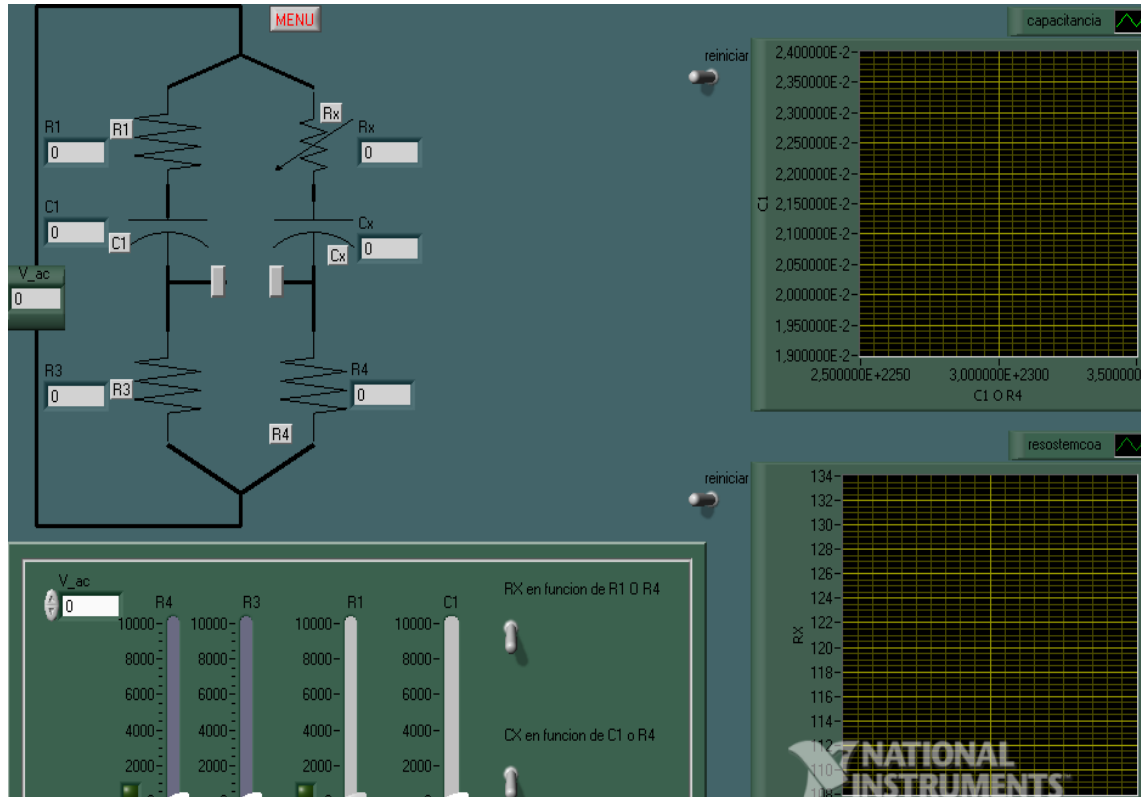 MENU
capacitancia
reiniciar
2,400000E-2
2,350000E-2
2,300000E-2
2,250000E-2
2,200000E-2
2,150000E-2
2,100000E-2
2,050000E-2
2,000000E-2
1,950000E-2
1,900000E-2
C1
2,500000E+2250
3,000000E+2300
3,500000
C1 O R4
R1
0
R1
Rx
Rx
0
C1
0
C1
Cx
0
Cx
V_ac
0
R3
0
R3
R4
0
R4
resostemcoa
reiniciar
134
132
130
128
126
124
122
120
118
116
114
112
110
108
RX
V_ac
0
R4
R3
R1
C1
10000
10000
10000
10000
8000
8000
8000
8000
6000
6000
6000
6000
4000
4000
4000
4000
2000
2000
2000
2000
RX en funcion de R1 O R4
CX en funcion de C1 o R4
NATIONAL
INSTRUMENTS™